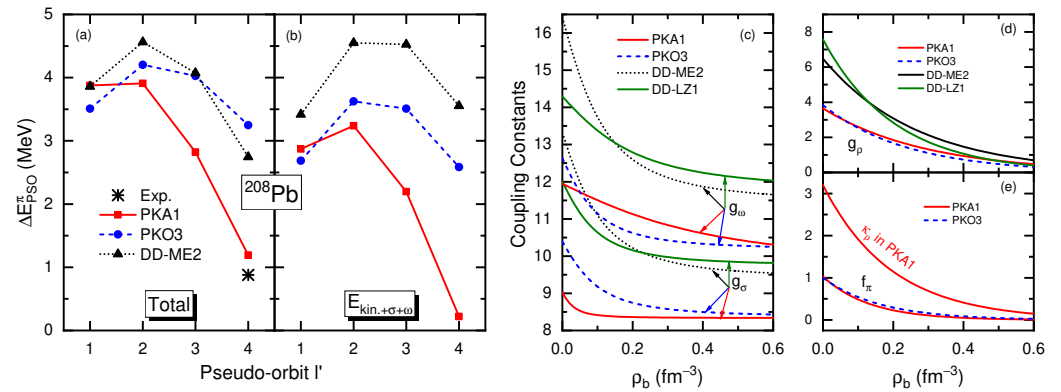 (a)
(b)
ΔE^π_PSO (MeV)
5
4
3
2
1
0
²⁰⁸Pb
Exp.
PKA1
PKO3
DD-ME2
Total
E_kin.+σ+ω
1 2 3 4 1 2 3 4
Pseudo-orbit l'
(c)
PKA1
PKO3
DD-ME2
DD-LZ1
Coupling Constants
16
15
14
13
12
11
10
9
8
g_ω
g_σ
0.0 0.2 0.4 0.6
ρ_b (fm⁻³)
(d)
PKA1
PKO3
DD-ME2
DD-LZ1
8
6
4
2
0
g_ρ
(e)
PKA1
PKO3
3
2
1
0
κ_ρ in PKA1
f_π
0.0 0.2 0.4 0.6
ρ_b (fm⁻³)